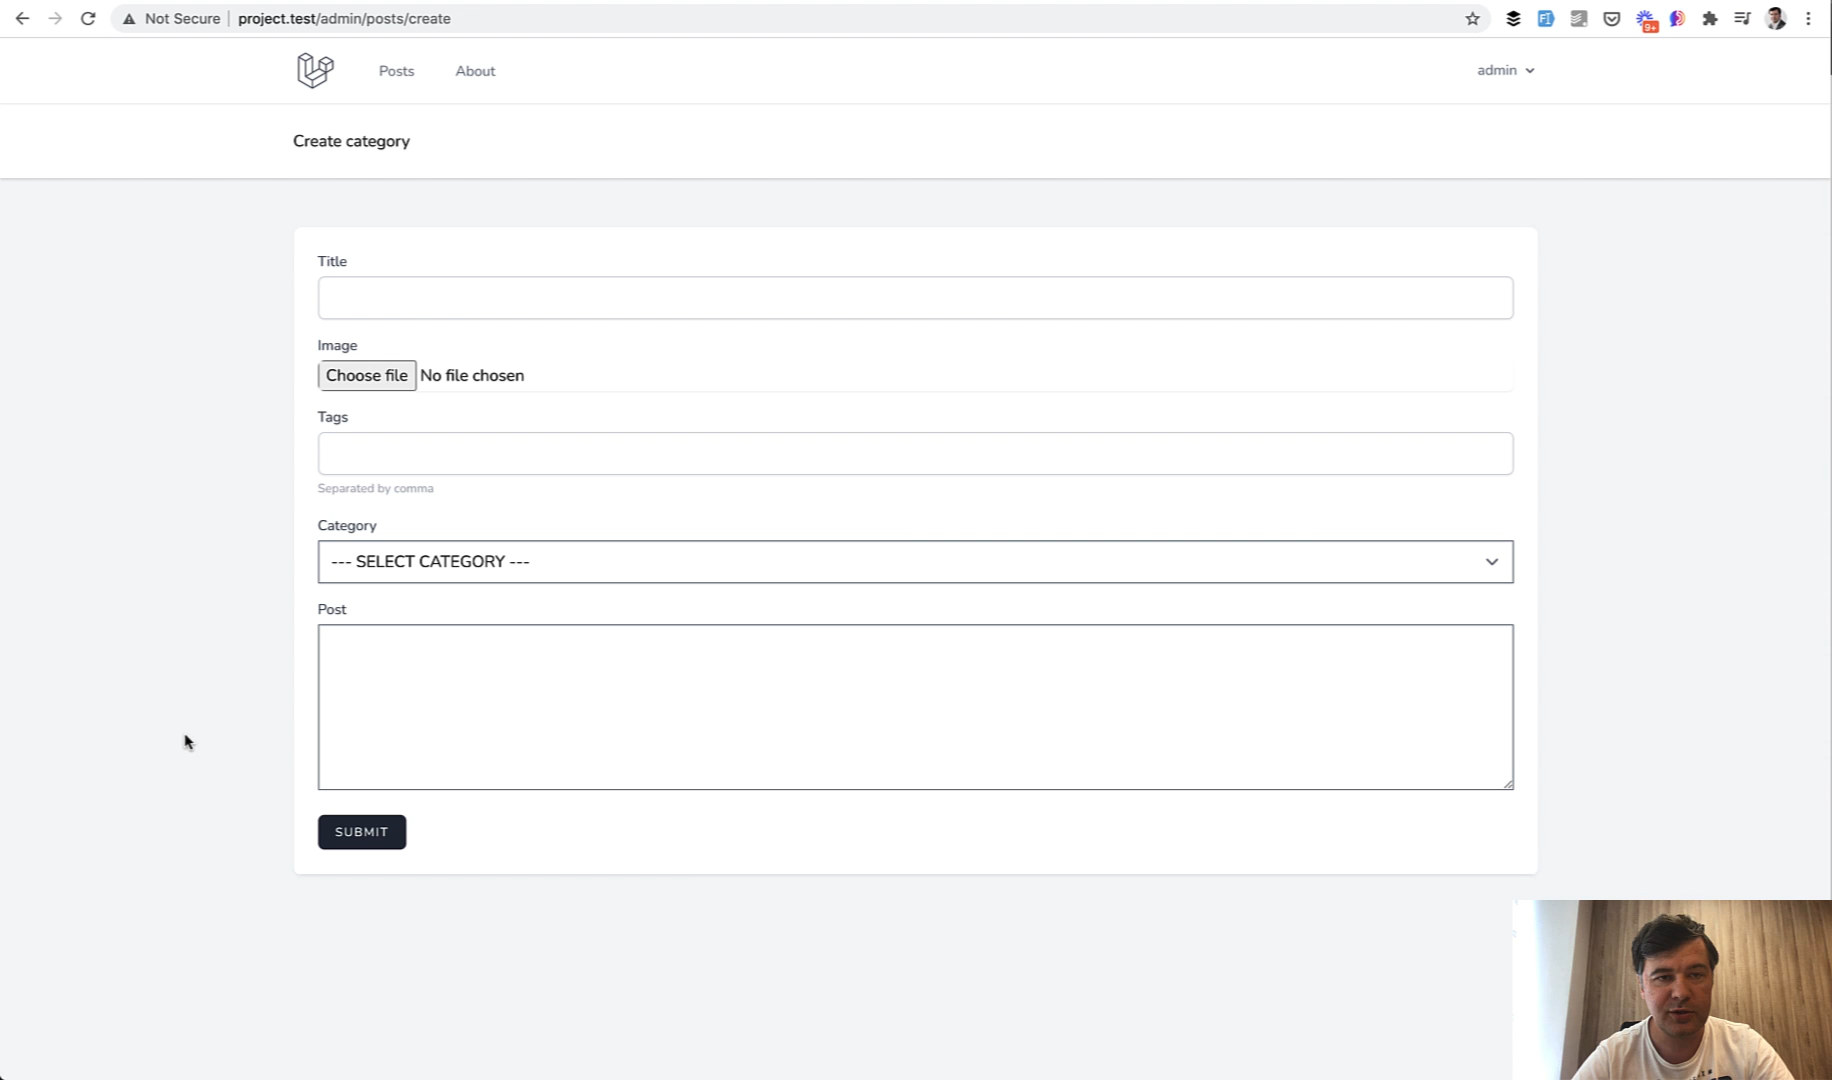 Not Secure | project.test/admin/posts/create
9+
Posts About admin
Create category
Title
Image
Choose file No file chosen
Tags
Separated by comma
Category
--- SELECT CATEGORY ---
Post
SUBMIT